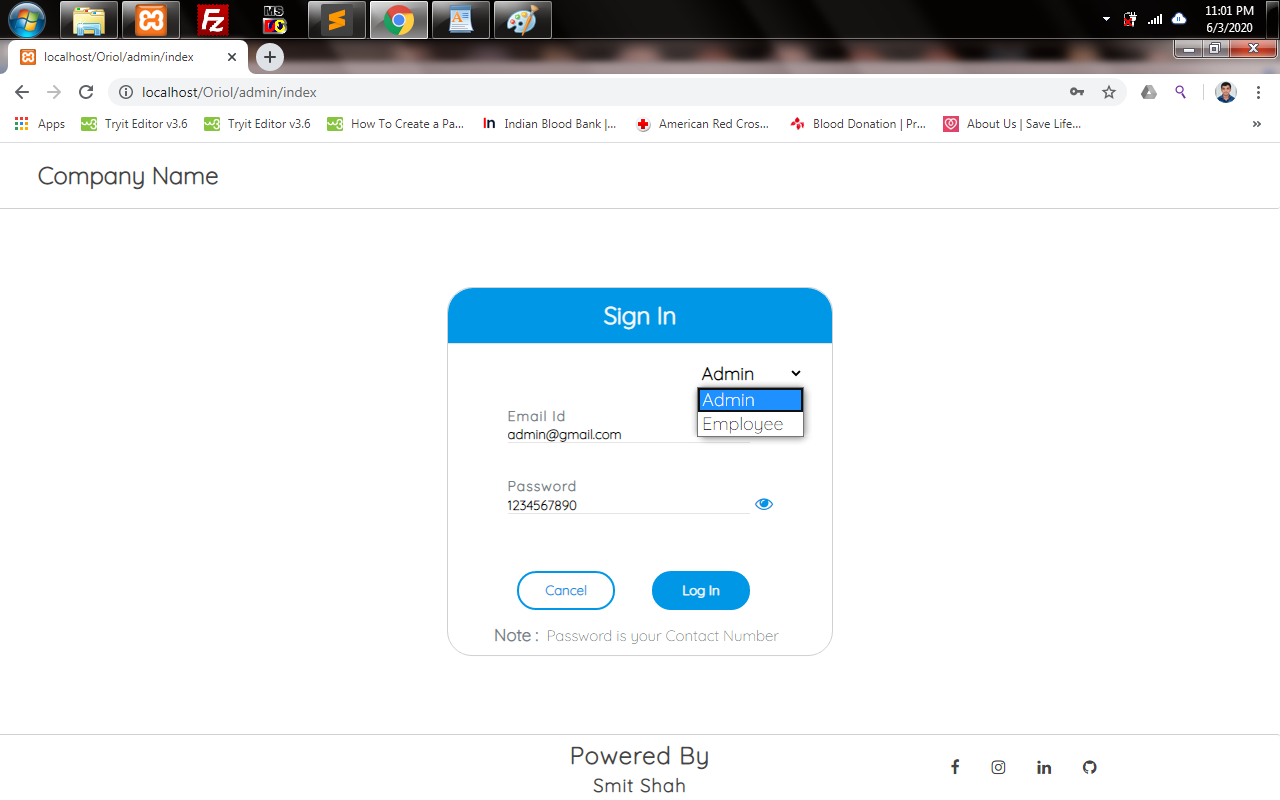 11:01 PM
6/3/2020
MS
localhost/Oriol/admin/index
localhost/Oriol/admin/index
Apps
Tryit Editor v3.6
Tryit Editor v3.6
How To Create a Pa...
In
Indian Blood Bank |...
American Red Cros...
Blood Donation | Pr...
About Us | Save Life...
Company Name
Sign In
Admin
Admin
Employee
Email Id
admin@gmail.com
Password
1234567890
Cancel
Log In
Note : Password is your Contact Number
Powered By
Smit Shah